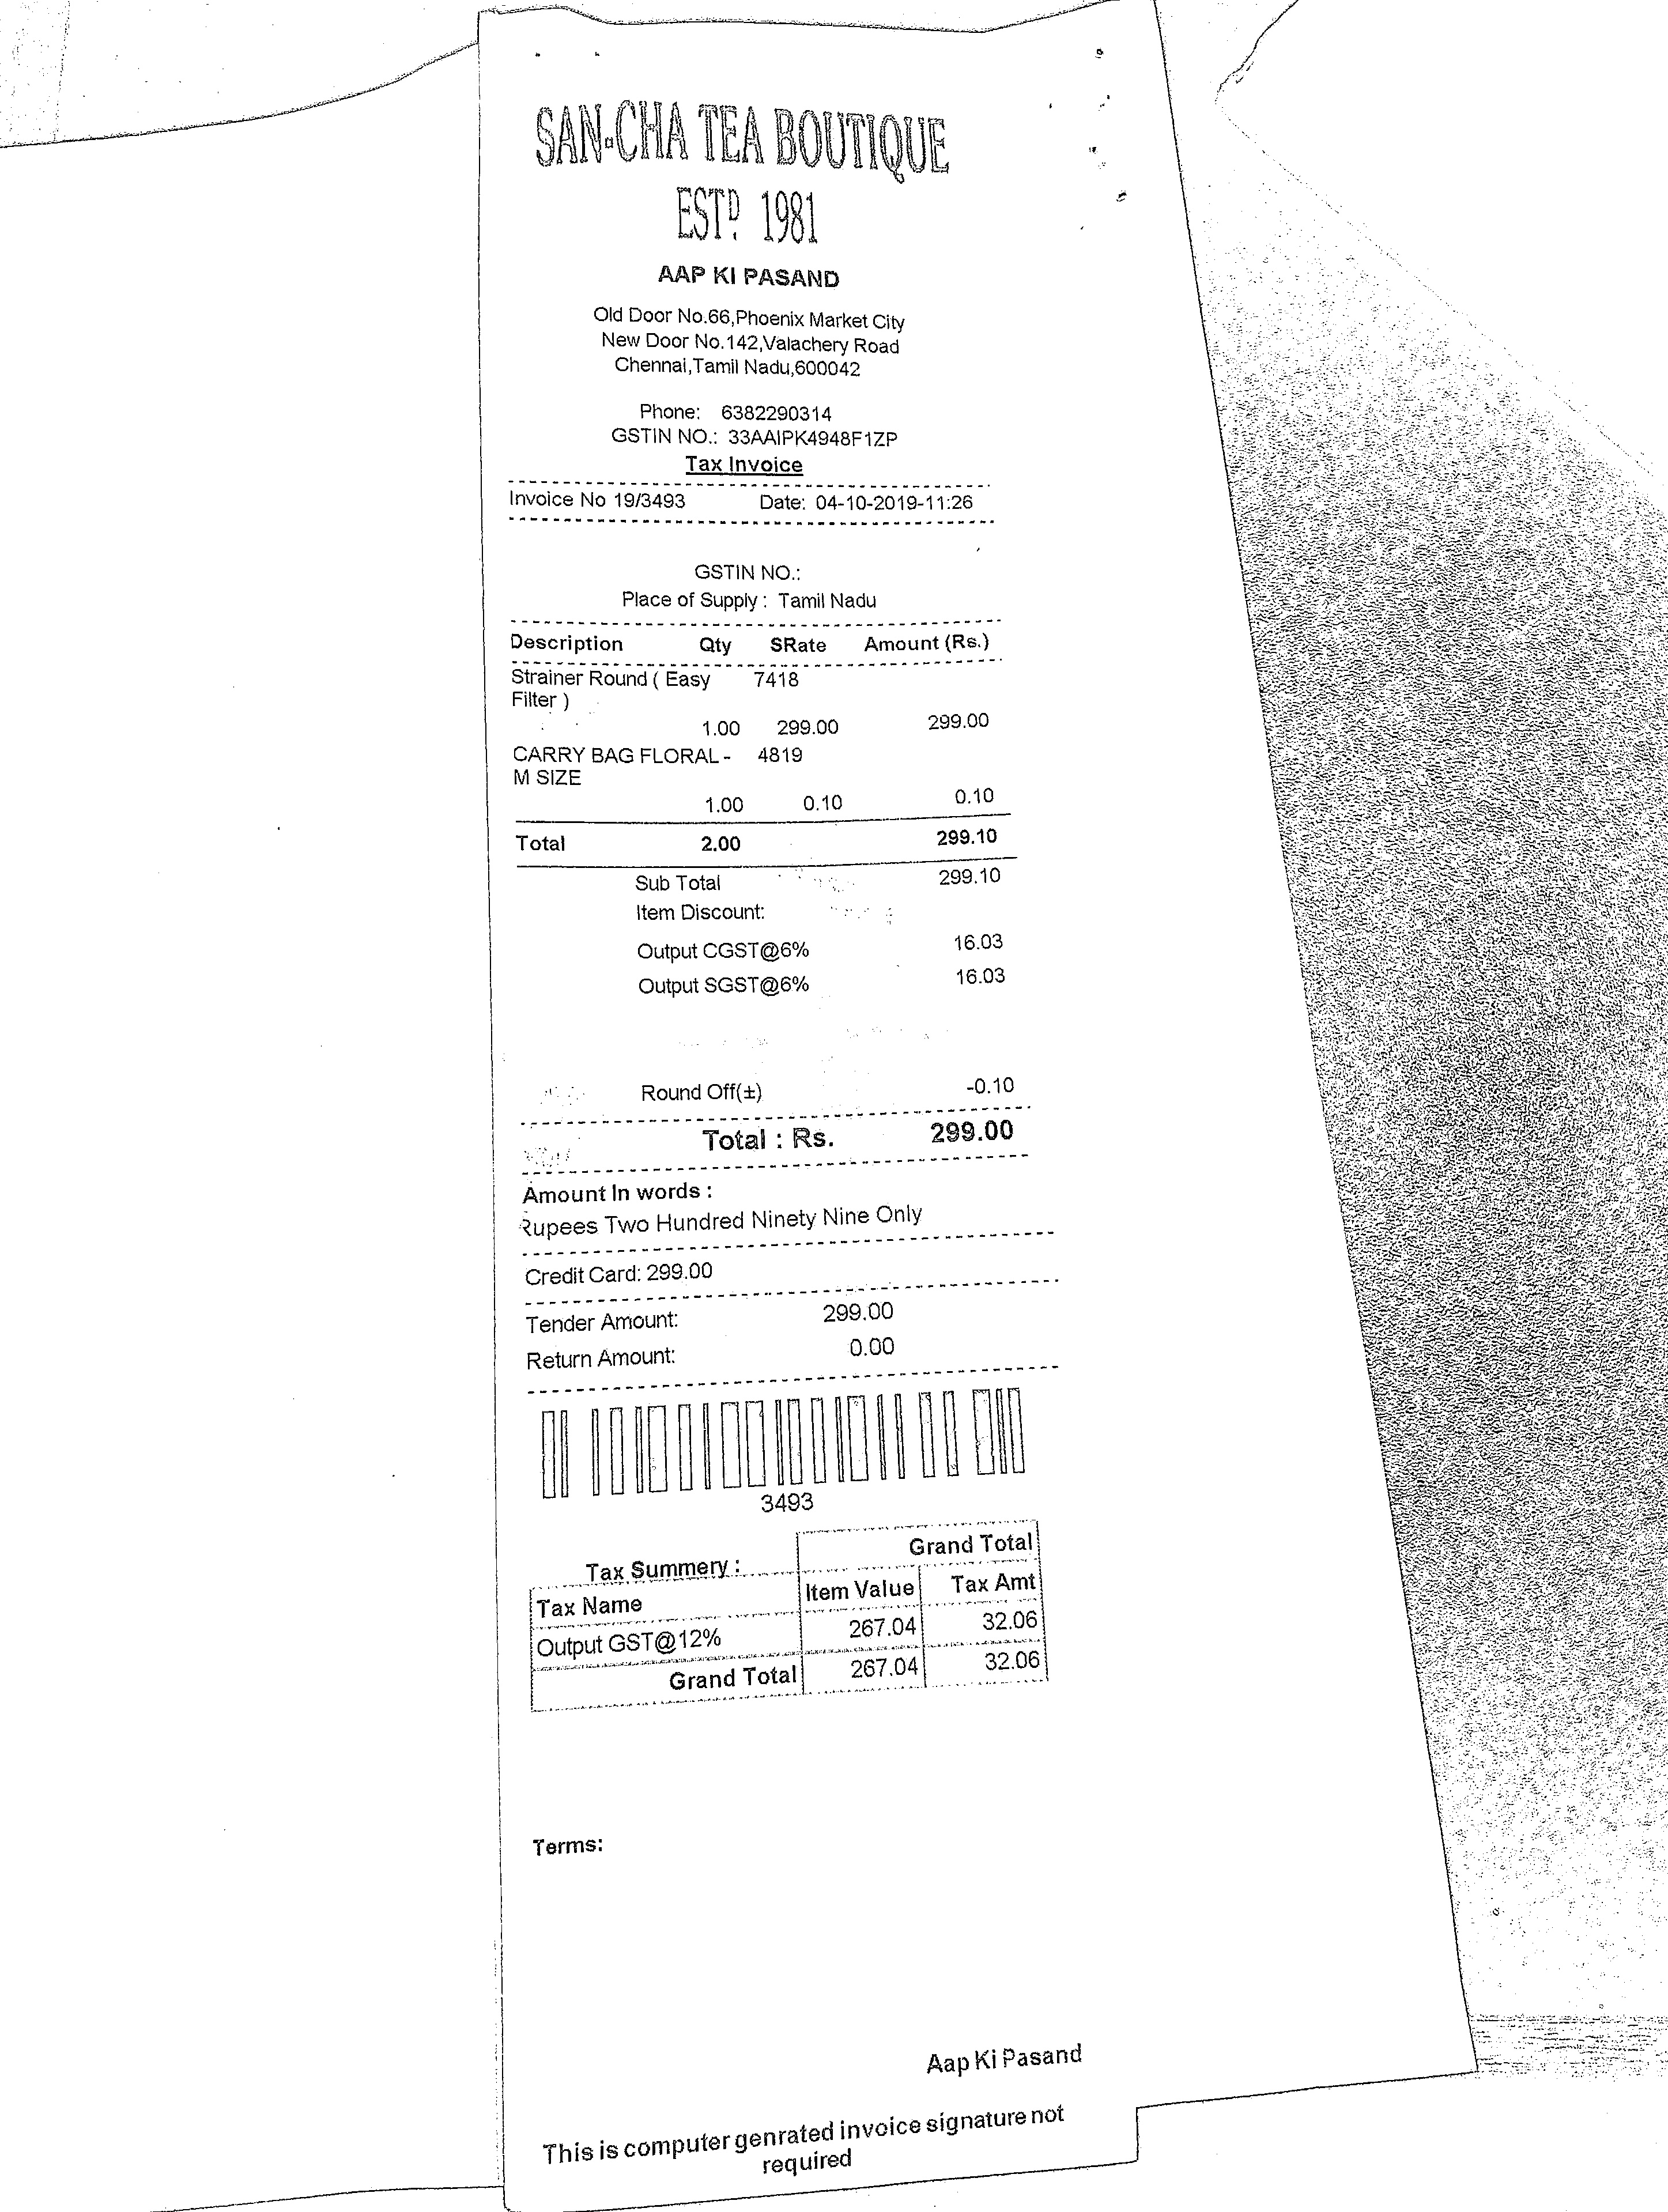 SAN-CHA TEA BOUTIQUE
ESTD. 1981
AAP KI PASAND
Old Door No.66,Phoenix Market City
New Door No.142,Valachery Road
Chennai,Tamil Nadu,600042
Phone: 6382290314
GSTIN NO.: 33AAIPK4948F1ZP
Tax Invoice
Invoice No 19/3493 Date: 04-10-2019-11:26
GSTIN NO.:
Place of Supply : Tamil Nadu
Description Qty SRate Amount (Rs.)
Strainer Round ( Easy 7418
Filter )
1.00 299.00 299.00
CARRY BAG FLORAL - 4819
M SIZE
1.00 0.10 0.10
Total 2.00 299.10
Sub Total 299.10
Item Discount:
Output CGST@6% 16.03
Output SGST@6% 16.03
Round Off(±) -0.10
Total : Rs. 299.00
Amount In words :
Rupees Two Hundred Ninety Nine Only
Credit Card: 299.00
Tender Amount: 299.00
Return Amount: 0.00
3493
Tax Summery : Grand Total
Tax Name Item Value Tax Amt
Output GST@12% 267.04 32.06
Grand Total 267.04 32.06
Terms:
Aap Ki Pasand
This is computer genrated invoice signature not
required